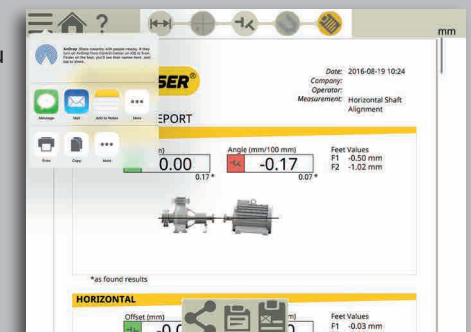 ?
mm
AirDrop. Share instantly with people nearby. If they
turn on AirDrop from Control Center on iOS or from
Finder on the Mac, you'll see their names here. Just
tap to share.
Message
Mail
Add to Notes
More
Print
Copy
More
SER®
EPORT
Date: 2016-08-19 10:24
Company:
Operator:
Measurement: Horizontal Shaft
Alignment
0.00
0.17 *
Angle (mm/100 mm)
-0.17
0.07 *
Feet Values
F1 -0.50 mm
F2 -1.02 mm
*as found results
HORIZONTAL
Offset (mm)
Feet Values
F1 -0.03 mm